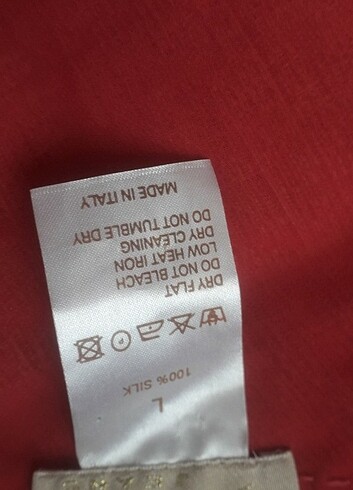 L
100% SILK
DRY FLAT
DO NOT BLEACH
LOW HEAT IRON
DRY CLEANING
DO NOT TUMBLE DRY
MADE IN ITALY